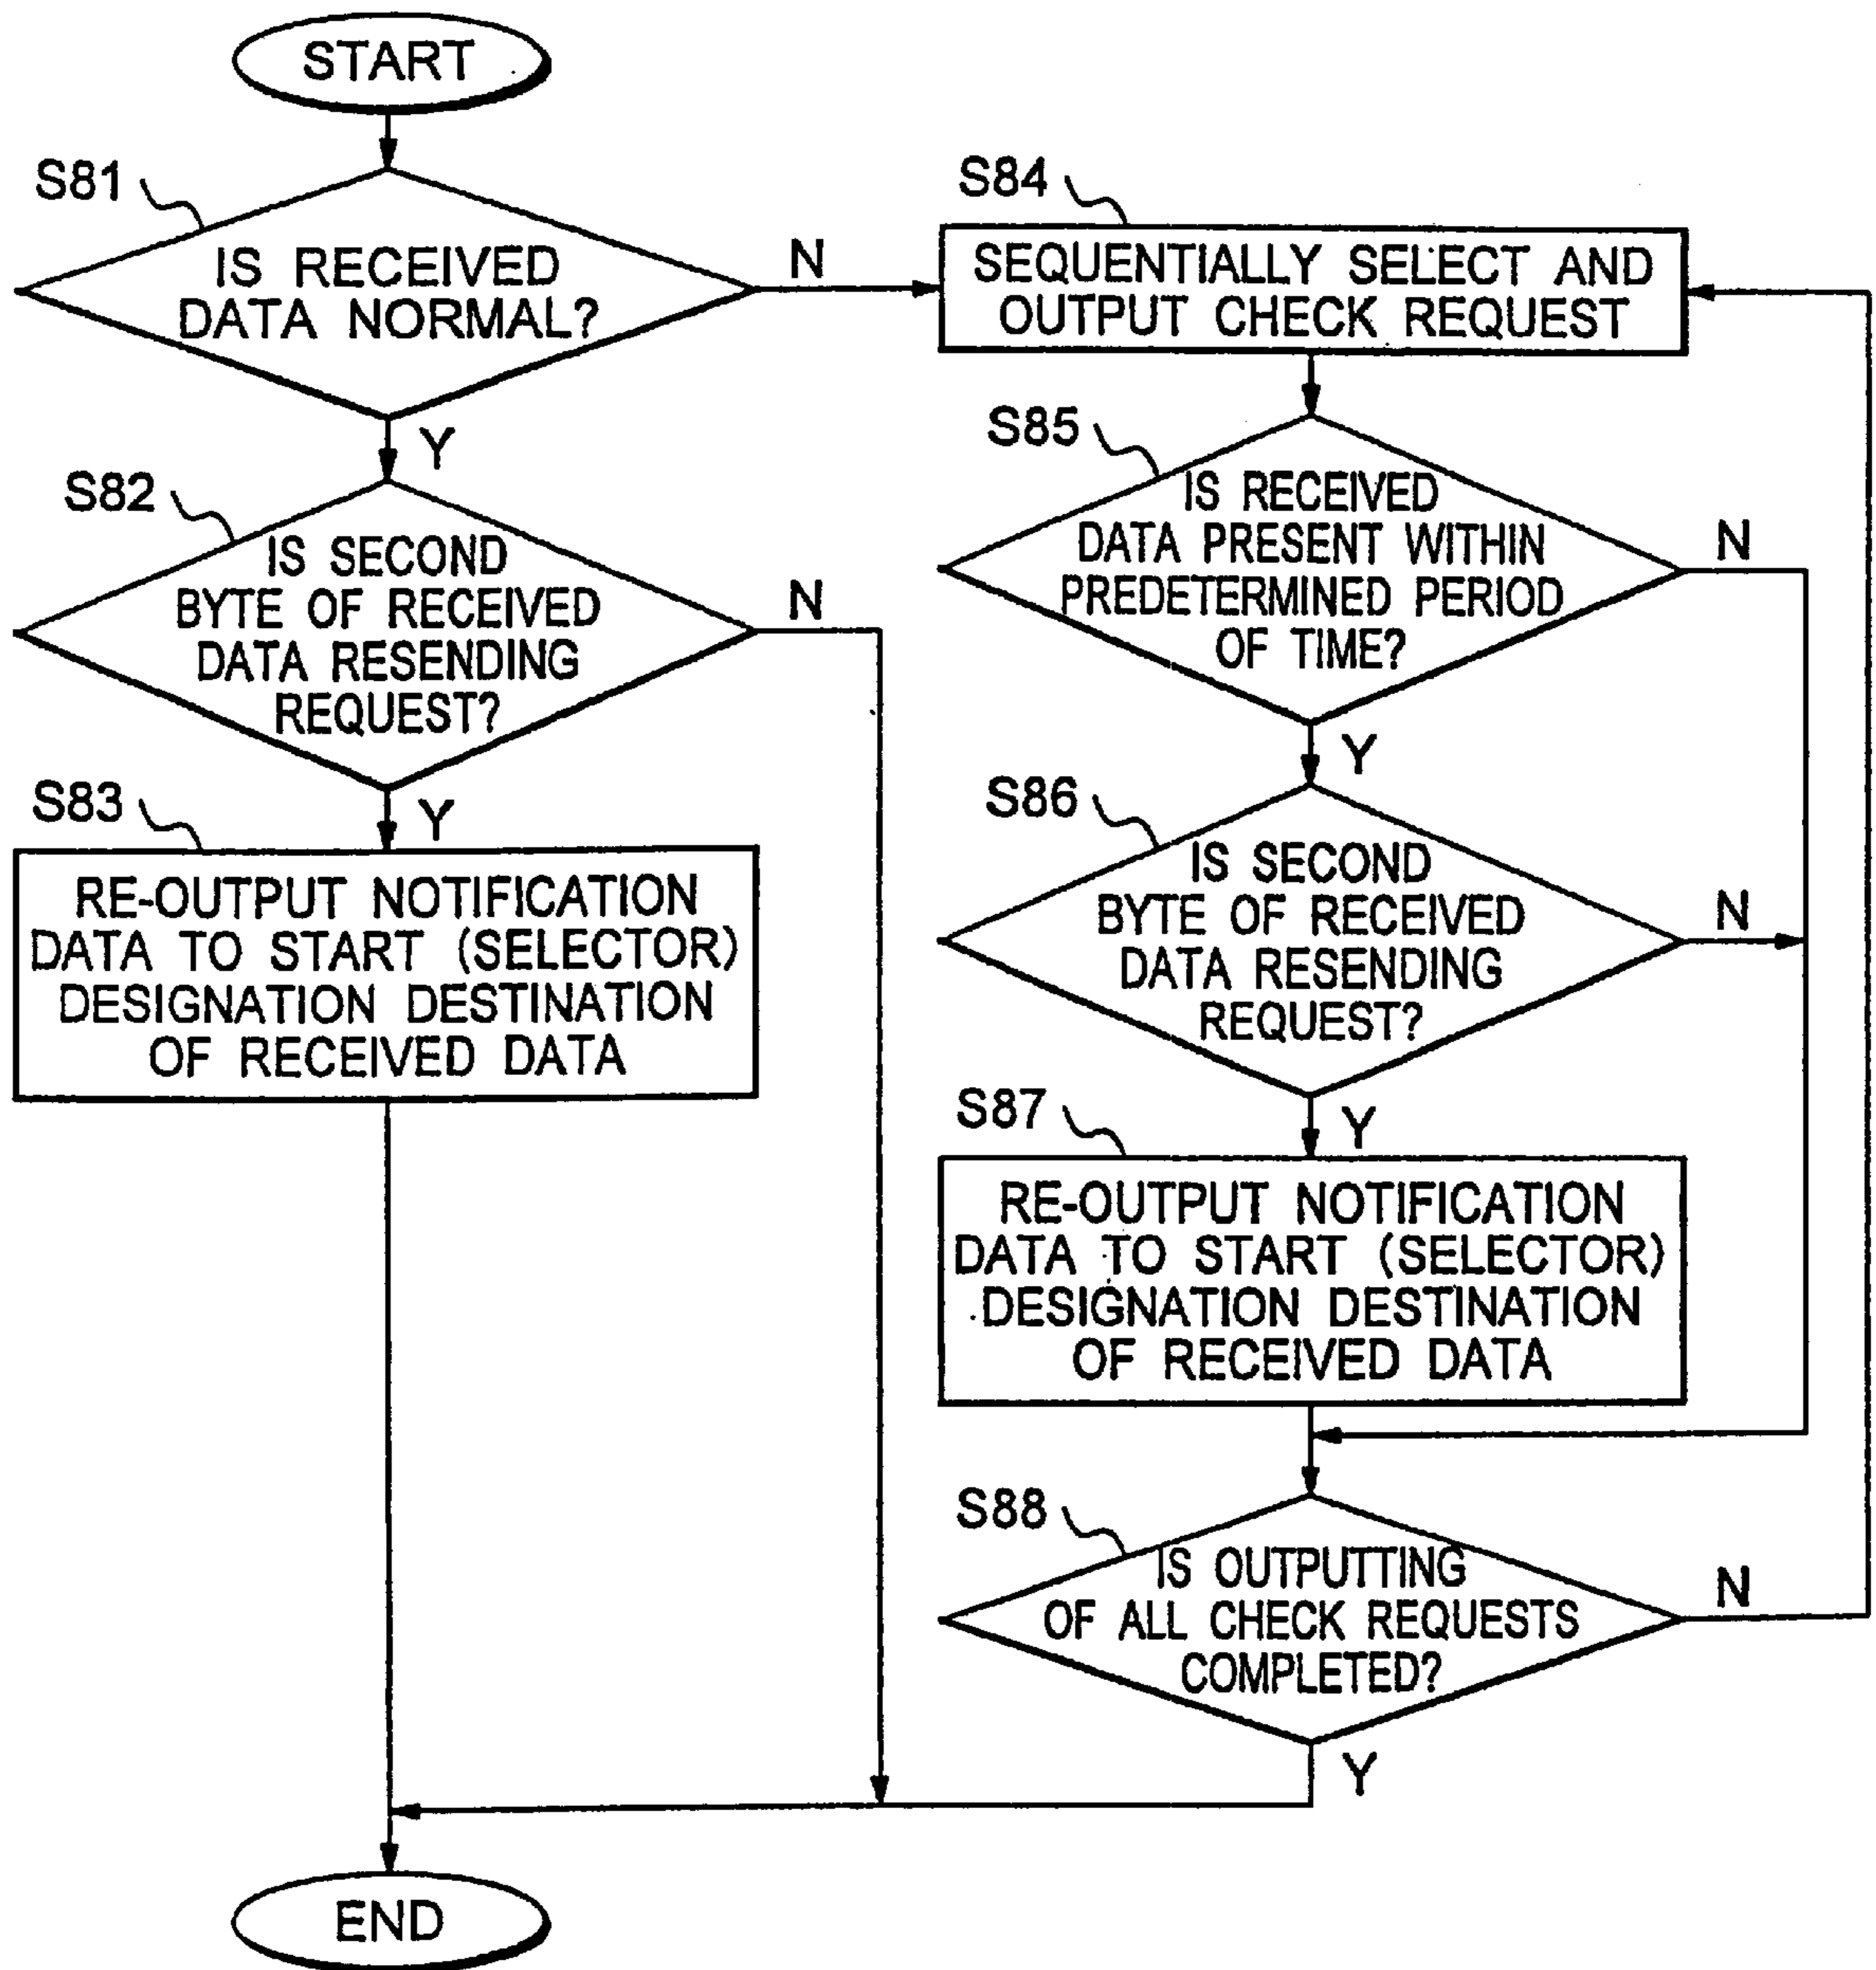 START
S81
IS RECEIVED
DATA NORMAL?
N
Y
S82
IS SECOND
BYTE OF RECEIVED
DATA RESENDING
REQUEST?
N
Y
S83
RE-OUTPUT NOTIFICATION
DATA TO START (SELECTOR)
DESIGNATION DESTINATION
OF RECEIVED DATA
S84
SEQUENTIALLY SELECT AND
OUTPUT CHECK REQUEST
S85
IS RECEIVED
DATA PRESENT WITHIN
PREDETERMINED PERIOD
OF TIME?
N
Y
S86
IS SECOND
BYTE OF RECEIVED
DATA RESENDING
REQUEST?
N
Y
S87
RE-OUTPUT NOTIFICATION
DATA TO START (SELECTOR)
DESIGNATION DESTINATION
OF RECEIVED DATA
S88
IS OUTPUTTING
OF ALL CHECK REQUESTS
COMPLETED?
N
Y
END